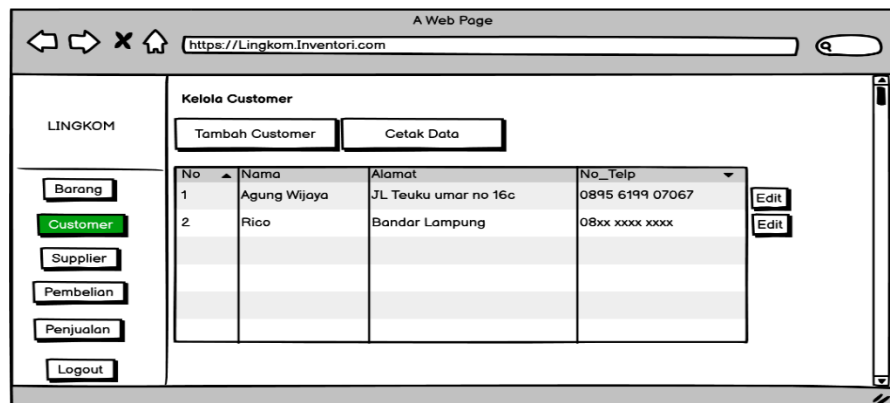 A Web Page
https://Lingkom.Inventori.com
LINGKOM
Barang
Customer
Supplier
Pembelian
Penjualan
Logout
Kelola Customer
Tambah Customer Cetak Data
No Nama Alamat No_Telp
1 Agung Wijaya JL Teuku umar no 16c 0895 6199 07067 Edit
2 Rico Bandar Lampung 08xx xxxx xxxx Edit